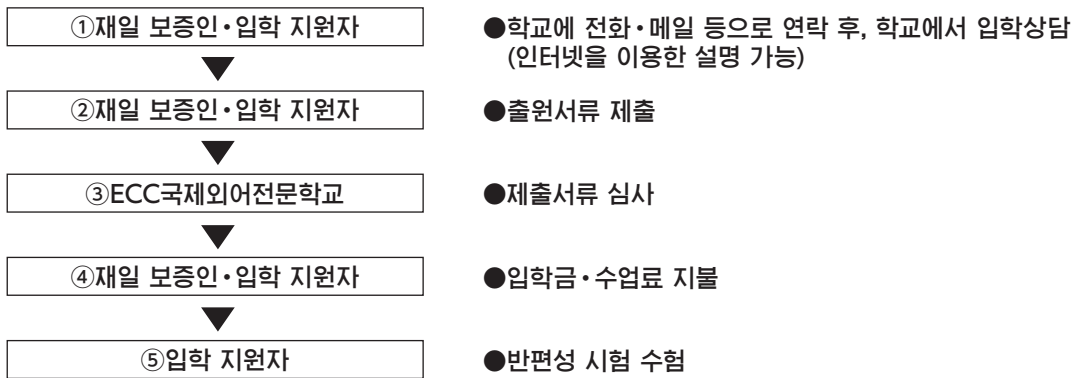 ①재일 보증인•입학 지원자
●학교에 전화•메일 등으로 연락 후, 학교에서 입학상담
(인터넷을 이용한 설명 가능)
②재일 보증인•입학 지원자
●출원서류 제출
③ECC국제외어전문학교
●제출서류 심사
④재일 보증인•입학 지원자
●입학금•수업료 지불
⑤입학 지원자
●반편성 시험 수험